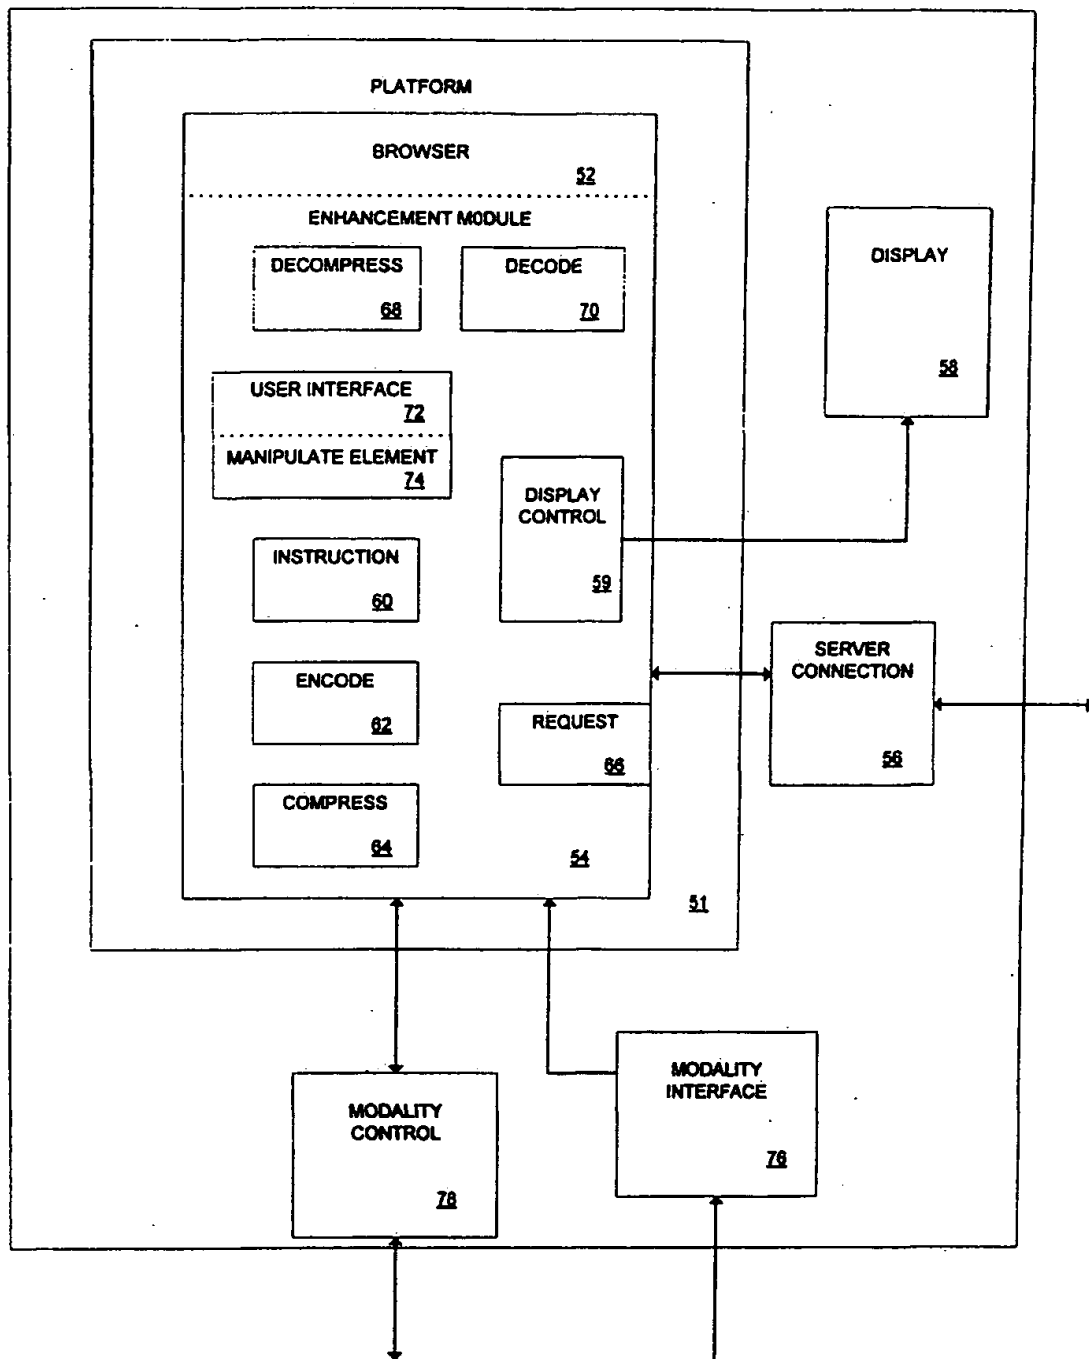 PLATFORM
BROWSER
52
ENHANCEMENT MODULE
DECOMPRESS
68
DECODE
70
DISPLAY
58
USER INTERFACE
72
MANIPULATE ELEMENT
74
DISPLAY
CONTROL
59
INSTRUCTION
60
SERVER
CONNECTION
56
ENCODE
62
REQUEST
66
COMPRESS
64
54
51
MODALITY
CONTROL
78
MODALITY
INTERFACE
76